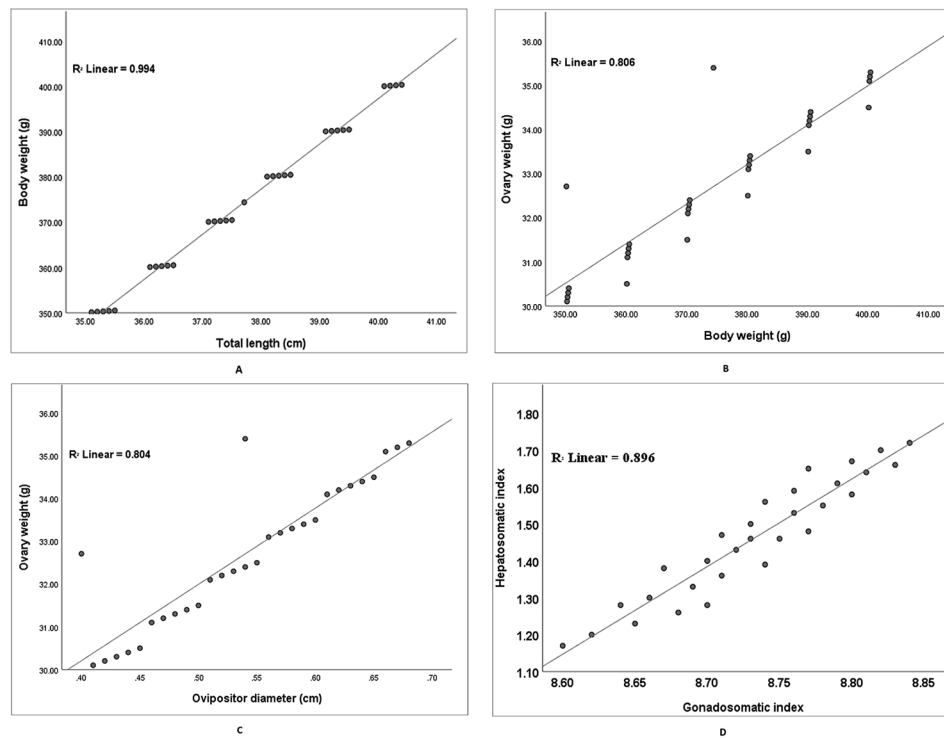 410.00
R² Linear = 0.994
400.00
390.00
380.00
370.00
360.00
350.00
Body weight (g)
35.00 36.00 37.00 38.00 39.00 40.00 41.00
Total length (cm)
A
36.00
R² Linear = 0.806
35.00
34.00
33.00
32.00
31.00
30.00
Ovary weight (g)
350.00 360.00 370.00 380.00 390.00 400.00 410.00
Body weight (g)
B
36.00
R² Linear = 0.804
35.00
34.00
33.00
32.00
31.00
30.00
Ovary weight (g)
.40 .45 .50 .55 .60 .65 .70
Ovipositor diameter (cm)
C
1.80
1.70
R² Linear = 0.896
1.60
1.50
1.40
1.30
1.20
1.10
Hepatosomatic index
8.60 8.65 8.70 8.75 8.80 8.85
Gonadosomatic index
D